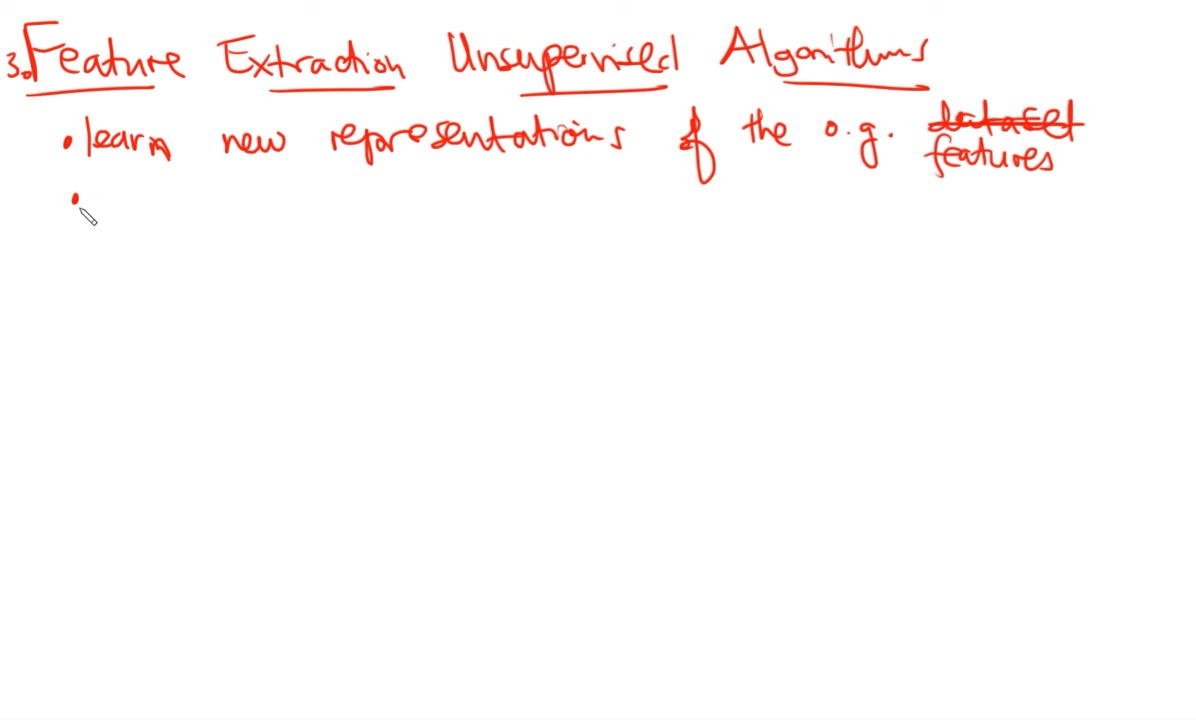 3. Feature Extraction Unsupervised Algorithms
• learn new representations of the o.g. dataset
features
•